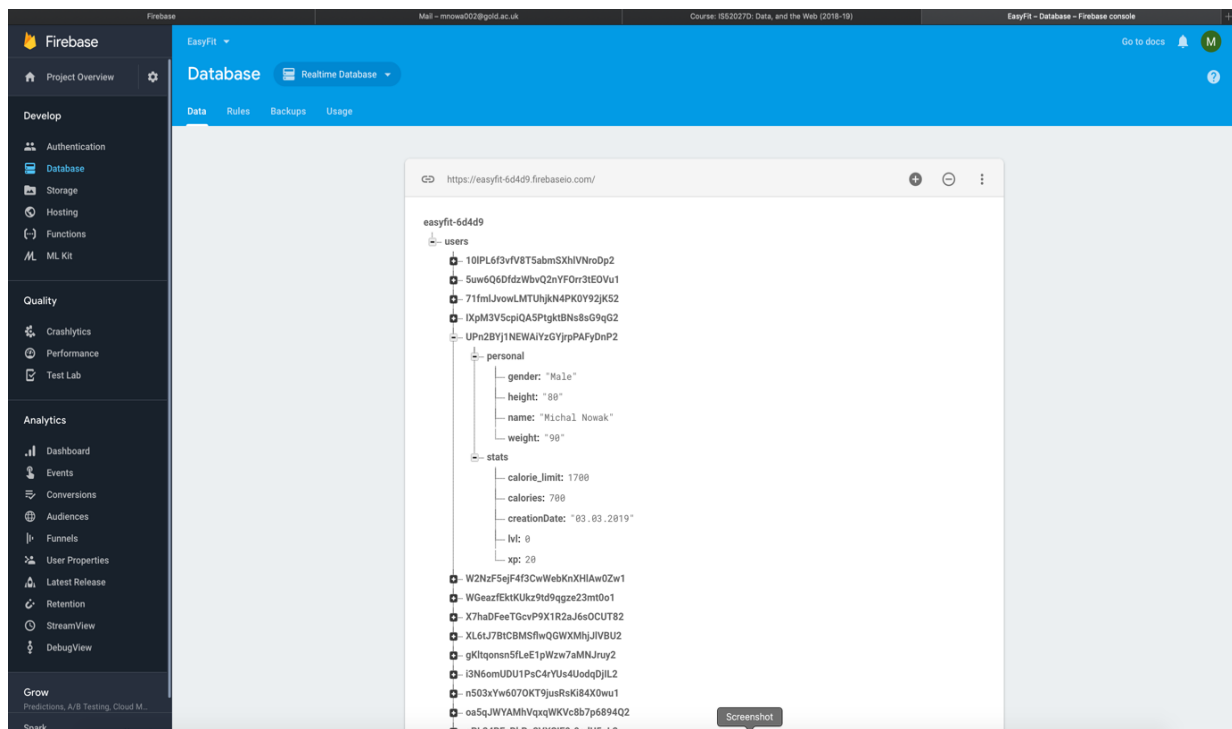 Firebase
Mail – mnowa002@gold.ac.uk
Course: IS52027D: Data, and the Web (2018-19)
EasyFit – Database – Firebase console
Firebase
EasyFit
Go to docs
M
Project Overview
Database
Realtime Database
Data Rules Backups Usage
Develop
Authentication
Database
Storage
Hosting
Functions
ML Kit
Quality
Crashlytics
Performance
Test Lab
Analytics
Dashboard
Events
Conversions
Audiences
Funnels
User Properties
Latest Release
Retention
StreamView
DebugView
Grow
Predictions, A/B Testing, Cloud M...
Spark
https://easyfit-6d4d9.firebaseio.com/
easyfit-6d4d9
users
10IPL6f3vfV8T5abmSXhIVNroDp2
5uw6Q6DfdzWbvQ2nYFOrr3tEOVu1
71fmlJvowLMTUhjkN4PK0Y92jK52
IXpM3V5cpiQA5PtgktBNs8sG9qG2
UPn2BYj1NEWAiYzGYjrpPAFyDnP2
personal
gender: "Male"
height: "80"
name: "Michal Nowak"
weight: "90"
stats
calorie_limit: 1700
calories: 700
creationDate: "03.03.2019"
lvl: 0
xp: 20
W2NzF5ejF4f3CwWebKnXHlAw0Zw1
WGeazfEktKUkz9td9qgze23mt0o1
X7haDFeeTGcvP9X1R2aJ6sOCUT82
XL6tJ7BtCBMSflwQGWXMhjJlVBU2
gKltqonsn5fLeE1pWzw7aMNJruy2
i3N6omUDU1PsC4rYUs4UodqDjIL2
n503xYw607OKT9jusRsKi84X0wu1
oa5qJWYAMhVqxqWKVc8b7p6894Q2
Screenshot